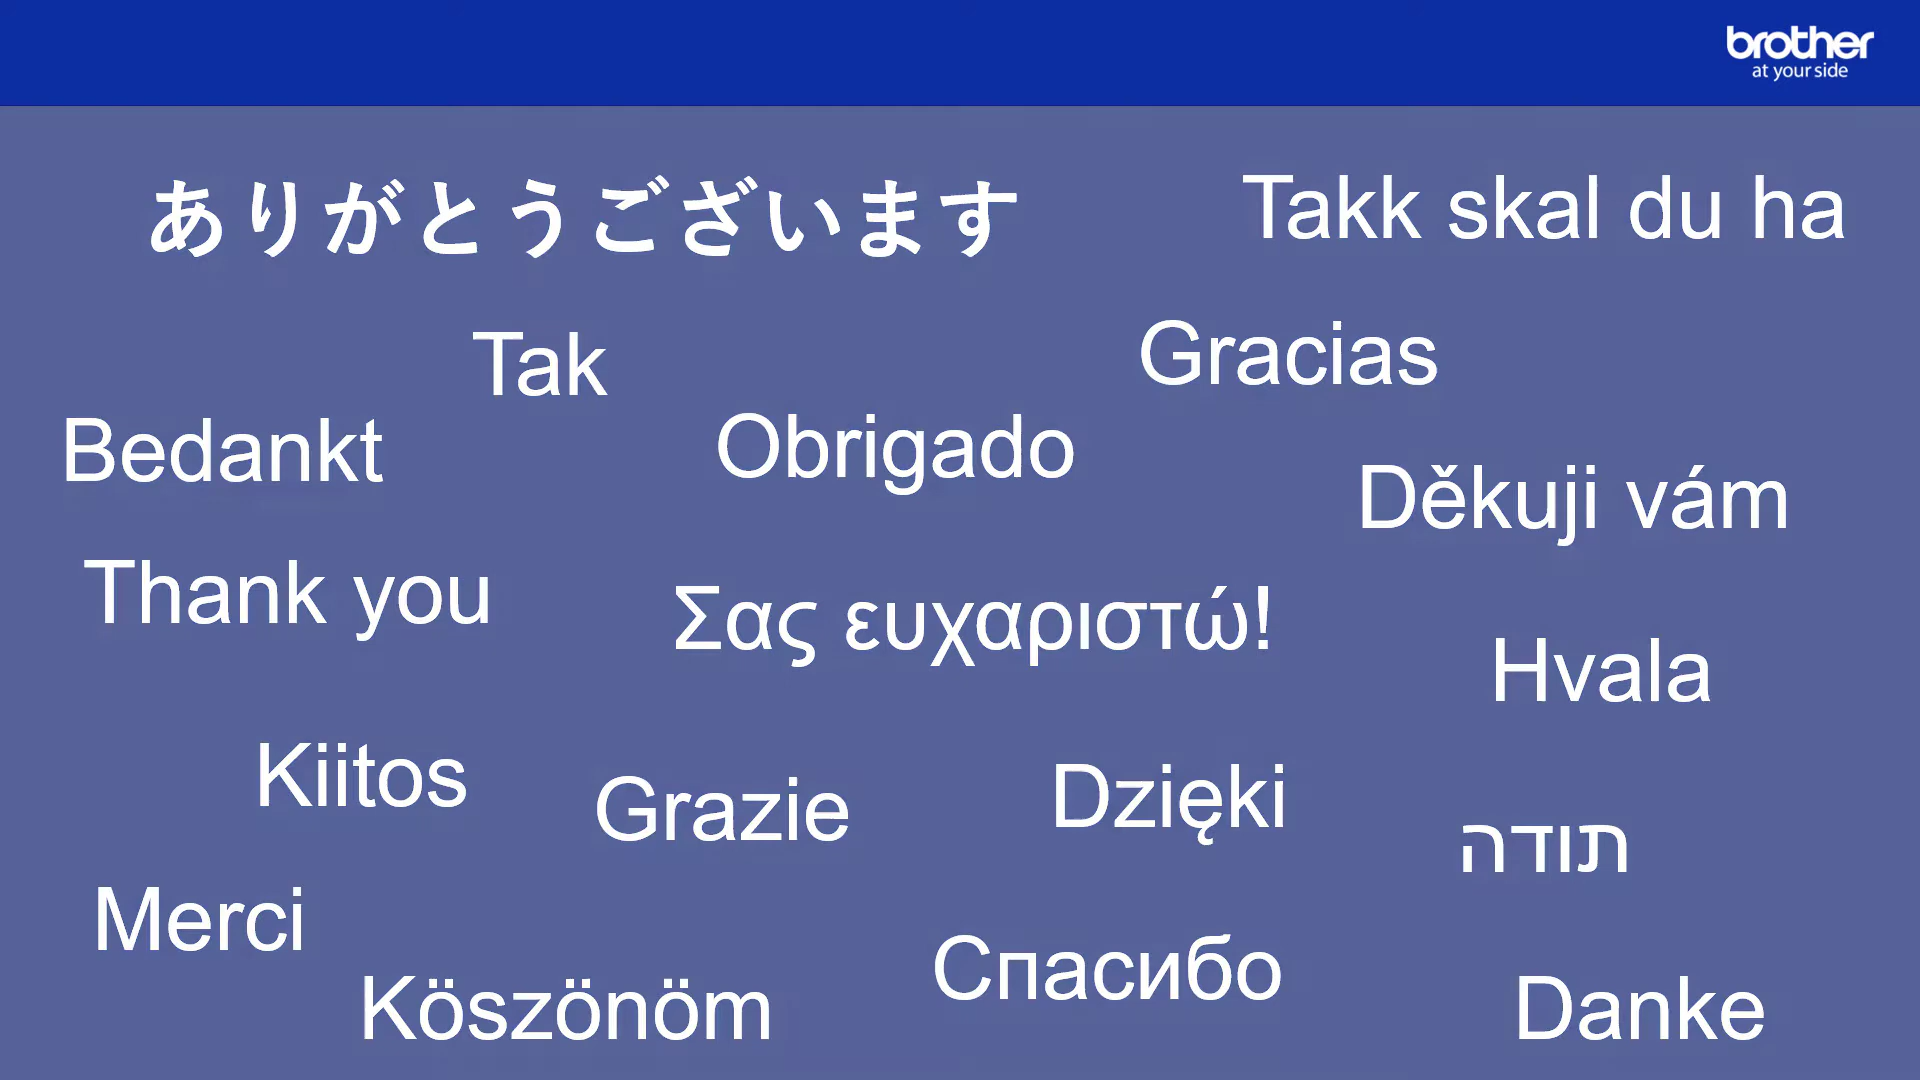 brother
at your side
ありがとうございます
Takk skal du ha
Tak
Gracias
Bedankt
Obrigado
Děkuji vám
Thank you
Σας ευχαριστώ!
Hvala
Kiitos
Grazie
Dzięki
תודה
Merci
Спасибо
Köszönöm
Danke